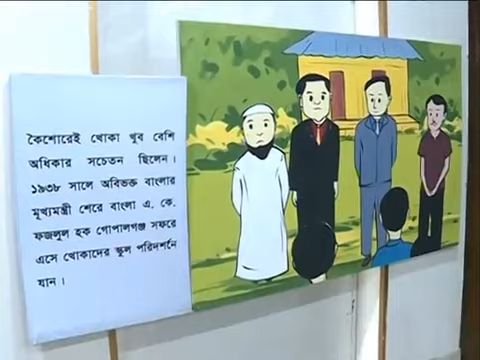 কৈশোরেই খোকা খুব বেশি
অধিকার সচেতন ছিলেন।
১৯৩৮ সালে অবিভক্ত বাংলার
মূখ্যমন্ত্রী শেরে বাংলা এ. কে.
ফজলুল হক গোপালগঞ্জ সফরে
এসে খোকাদের স্কুল পরিদর্শনে
যান।